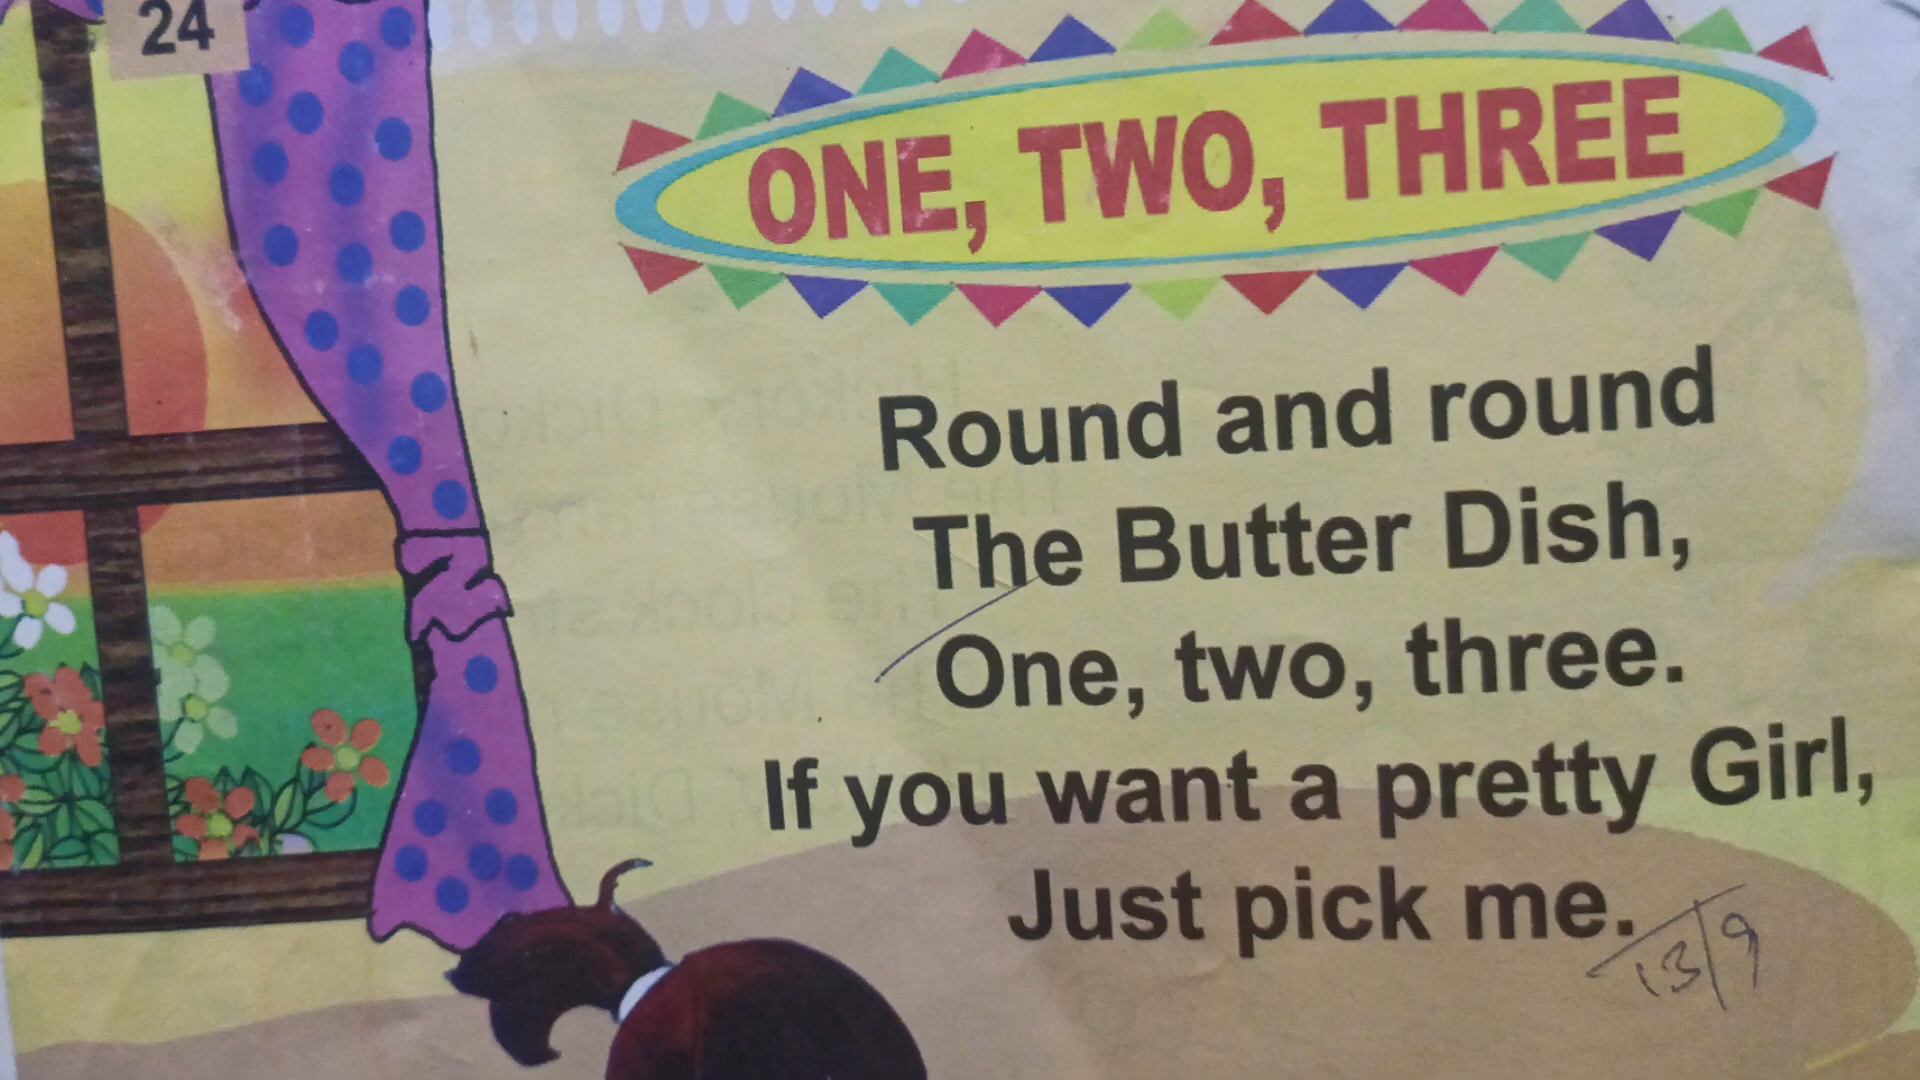 24
ONE, TWO, THREE
Round and round
The Butter Dish,
One, two, three.
If you want a pretty Girl,
Just pick me.
13/9